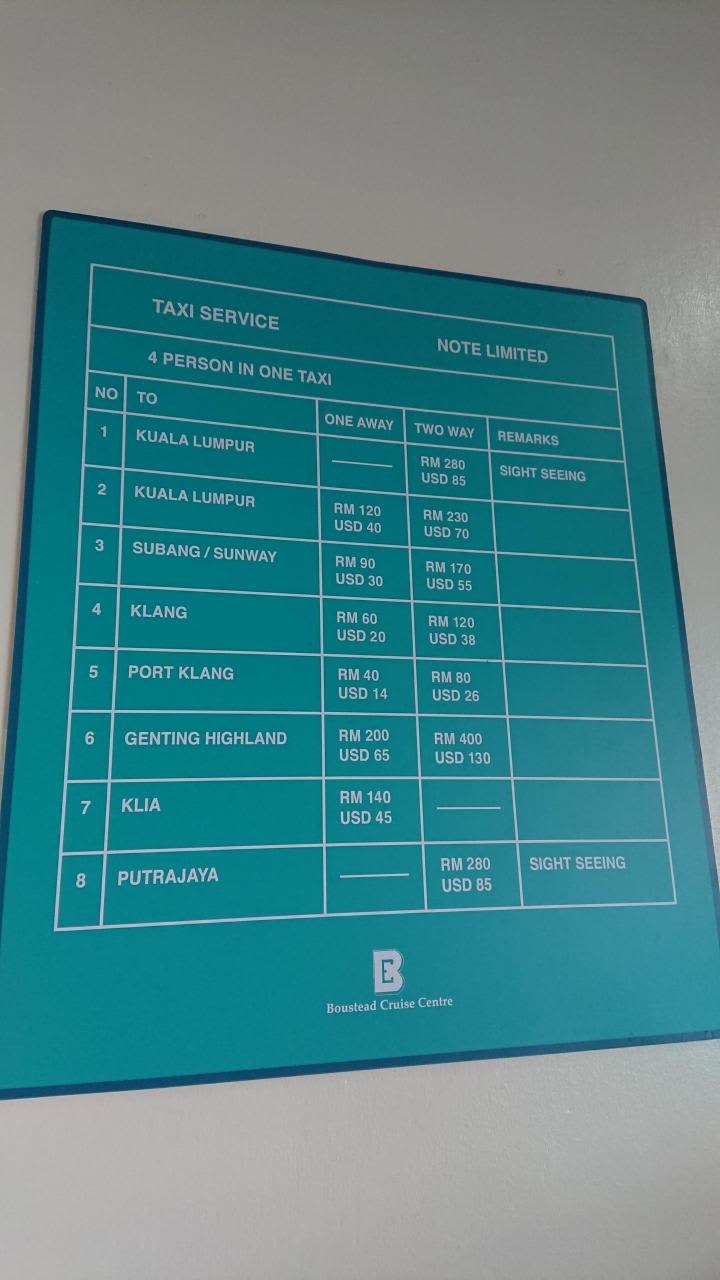 TAXI SERVICE NOTE LIMITED
4 PERSON IN ONE TAXI
NO TO ONE AWAY TWO WAY REMARKS
1 KUALA LUMPUR RM 280 SIGHT SEEING
USD 85
2 KUALA LUMPUR RM 120 RM 230
USD 40 USD 70
3 SUBANG / SUNWAY RM 90 RM 170
USD 30 USD 55
4 KLANG RM 60 RM 120
USD 20 USD 38
5 PORT KLANG RM 40 RM 80
USD 14 USD 26
6 GENTING HIGHLAND RM 200 RM 400
USD 65 USD 130
7 KLIA RM 140
USD 45
8 PUTRAJAYA RM 280 SIGHT SEEING
USD 85
B
Boustead Cruise Centre